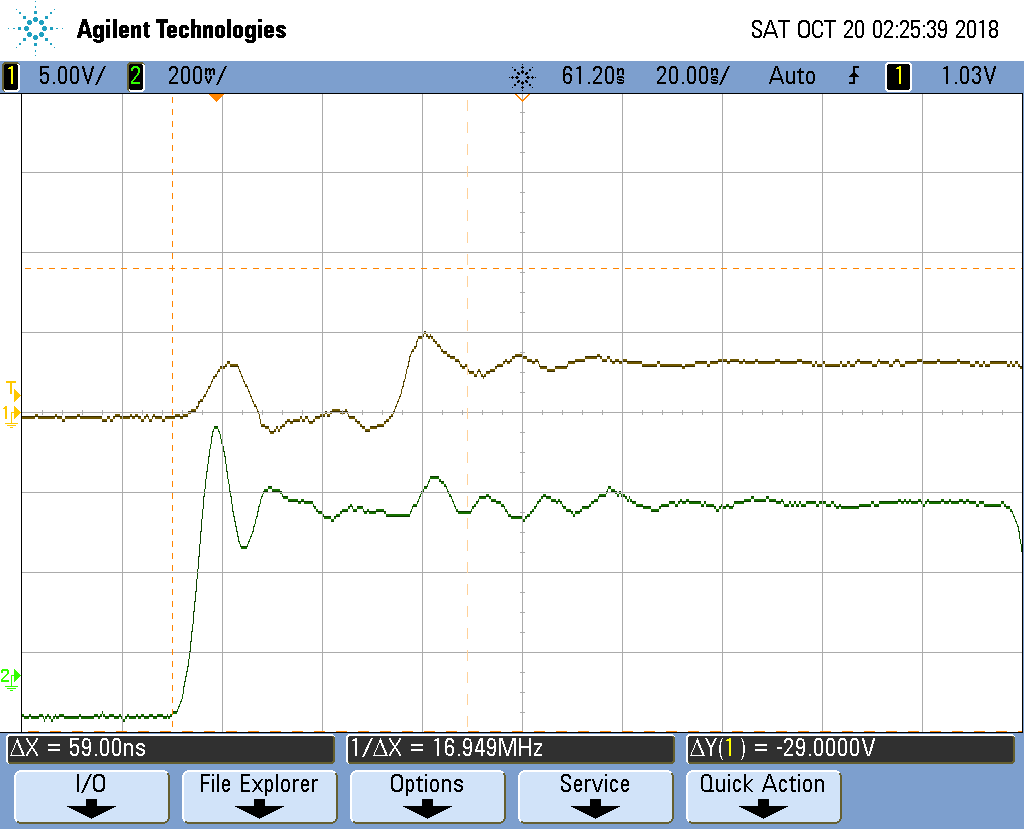 Agilent Technologies SAT OCT 20 02:25:39 2018
1 5.00V/ 2 200mV/ 61.20ns 20.00ns/ Auto 1 1.03V
T
1
2
ΔX = 59.00ns 1/ΔX = 16.949MHz ΔY(1) = -29.0000V
I/O File Explorer Options Service Quick Action